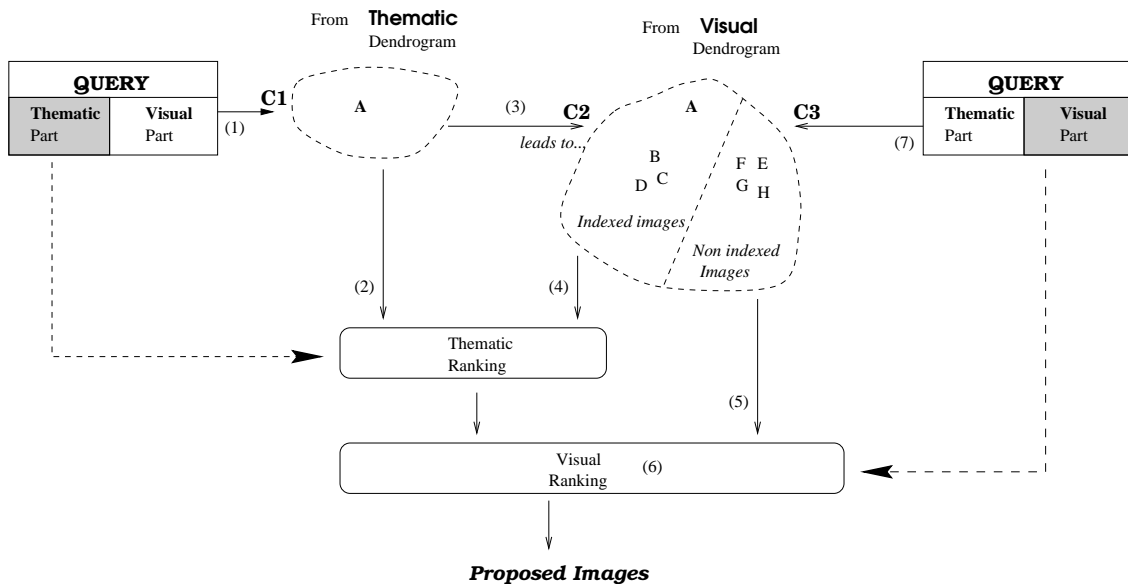 From Thematic
Dendrogram
From Visual
Dendrogram
QUERY
Thematic
Part
Visual
Part
(1)
C1
A
(3)
leads to...
C2
A
B
C
D
Indexed images
F
E
G
H
Non indexed
Images
C3
(7)
QUERY
Thematic
Part
Visual
Part
(2)
(4)
Thematic
Ranking
(5)
Visual
Ranking
(6)
Proposed Images